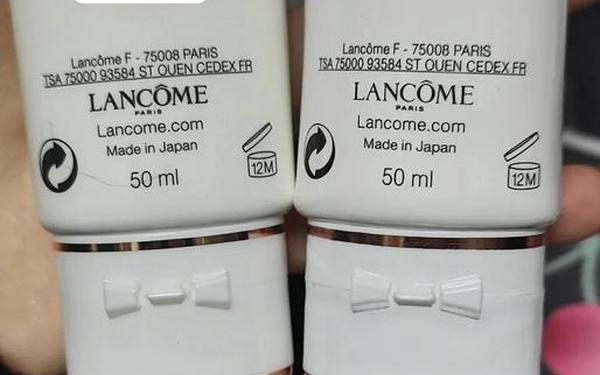 Lancôme F - 75008 PARIS
TSA 75000 93584 ST OUEN CEDEX FR
LANCÔME
PARIS
Lancome.com
Made in Japan
50 ml
12M
Lancôme F - 75008 PARIS
TSA 75000 93584 ST OUEN CEDEX FR
LANCÔME
PARIS
Lancome.com
Made in Japan
50 ml
12M